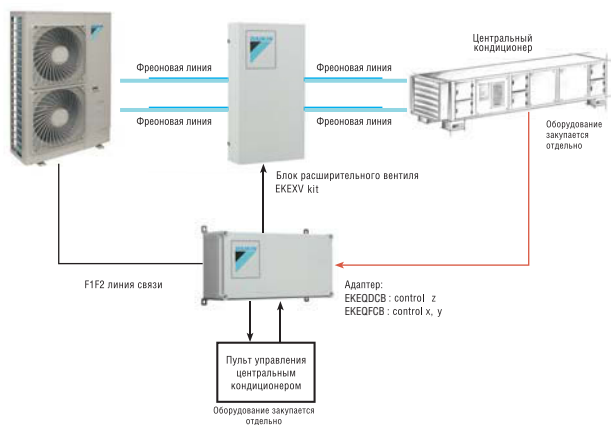 Центральный
кондиционер
Фреоновая линия
Фреоновая линия
Фреоновая линия
Фреоновая линия
Оборудование
закупается
отдельно
Блок расширительного вентиля
EKEXV kit
F1F2 линия связи
Адаптер:
EKEQDCB : control z
EKEQFCB : control x, y
Пульт управления
центральным
кондиционером
Оборудование закупается
отдельно